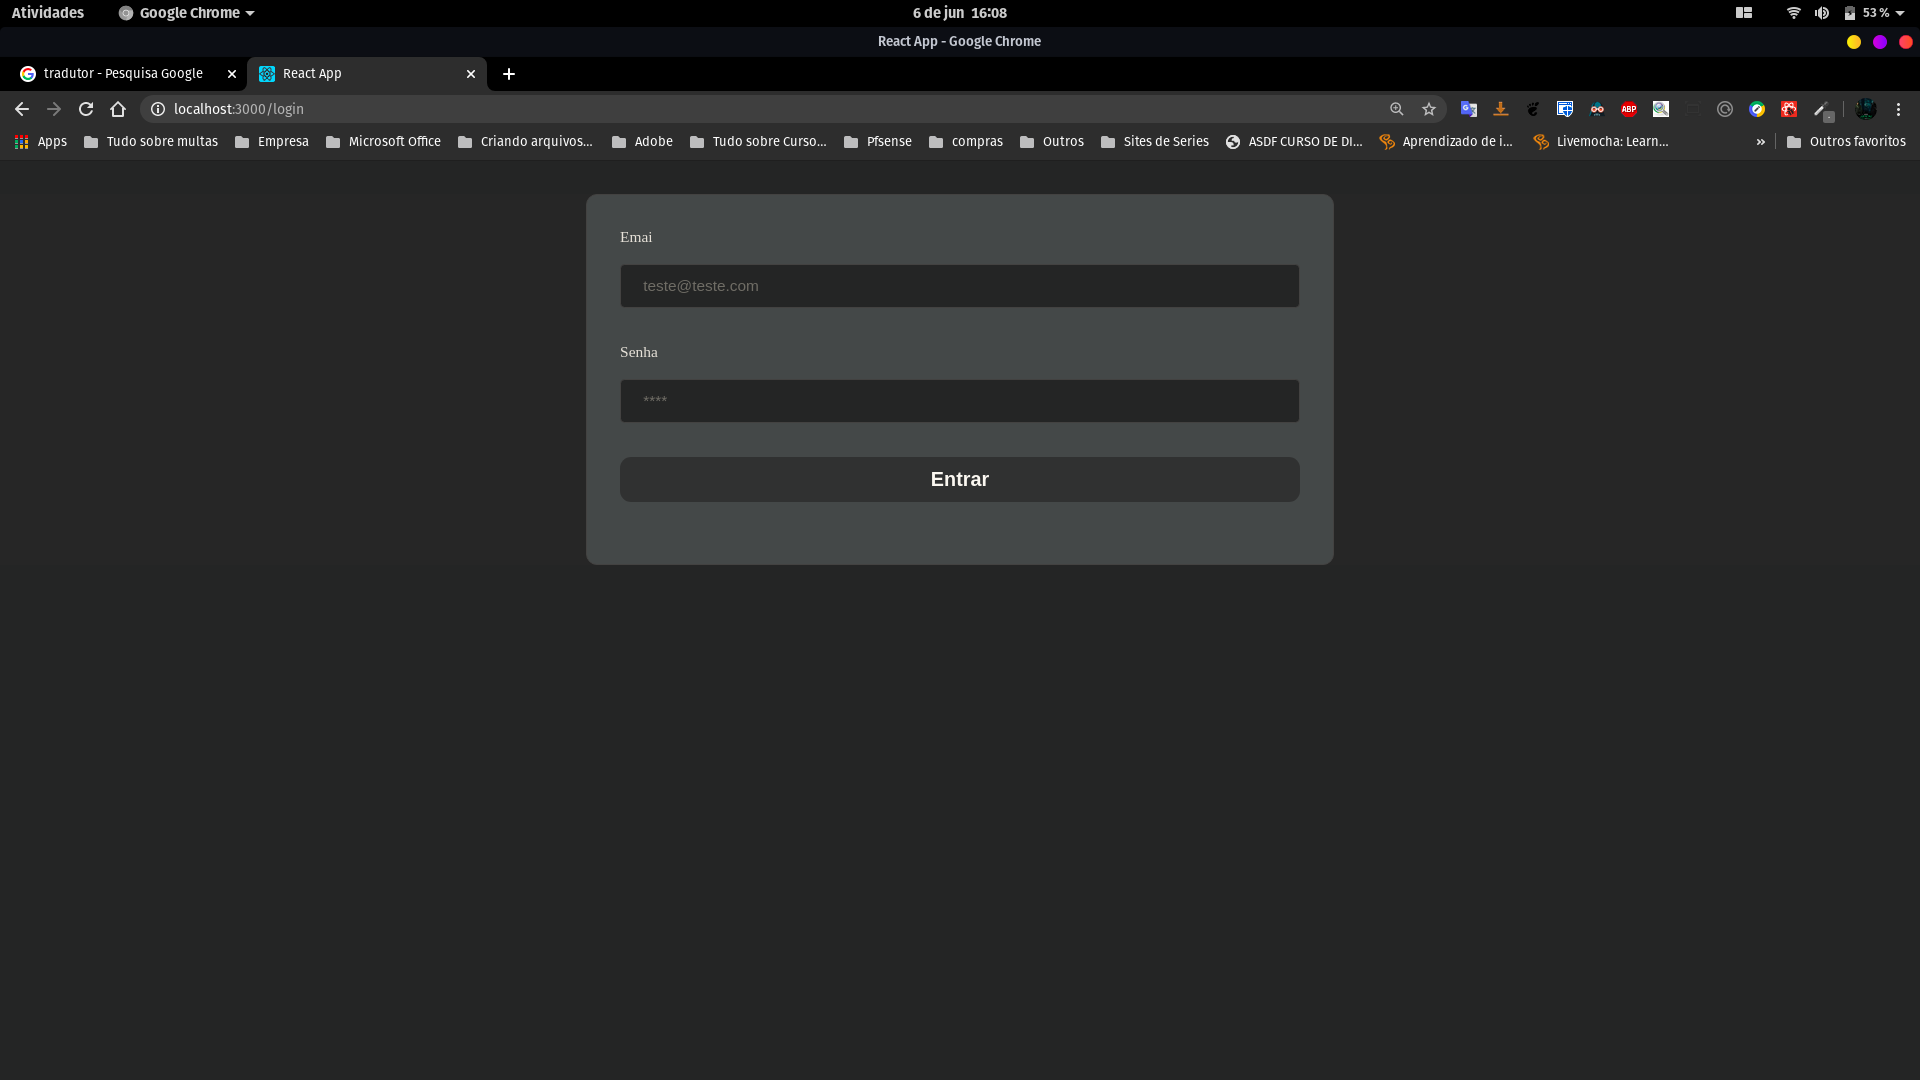 Atividades
Google Chrome
6 de jun 16:08
53 %
React App - Google Chrome
tradutor - Pesquisa Google
React App
localhost:3000/login
ABP
Apps
Tudo sobre multas
Empresa
Microsoft Office
Criando arquivos...
Adobe
Tudo sobre Curso...
Pfsense
compras
Outros
Sites de Series
ASDF CURSO DE DI...
Aprendizado de i...
Livemocha: Learn...
»
Outros favoritos
Emai
teste@teste.com
Senha
****
Entrar